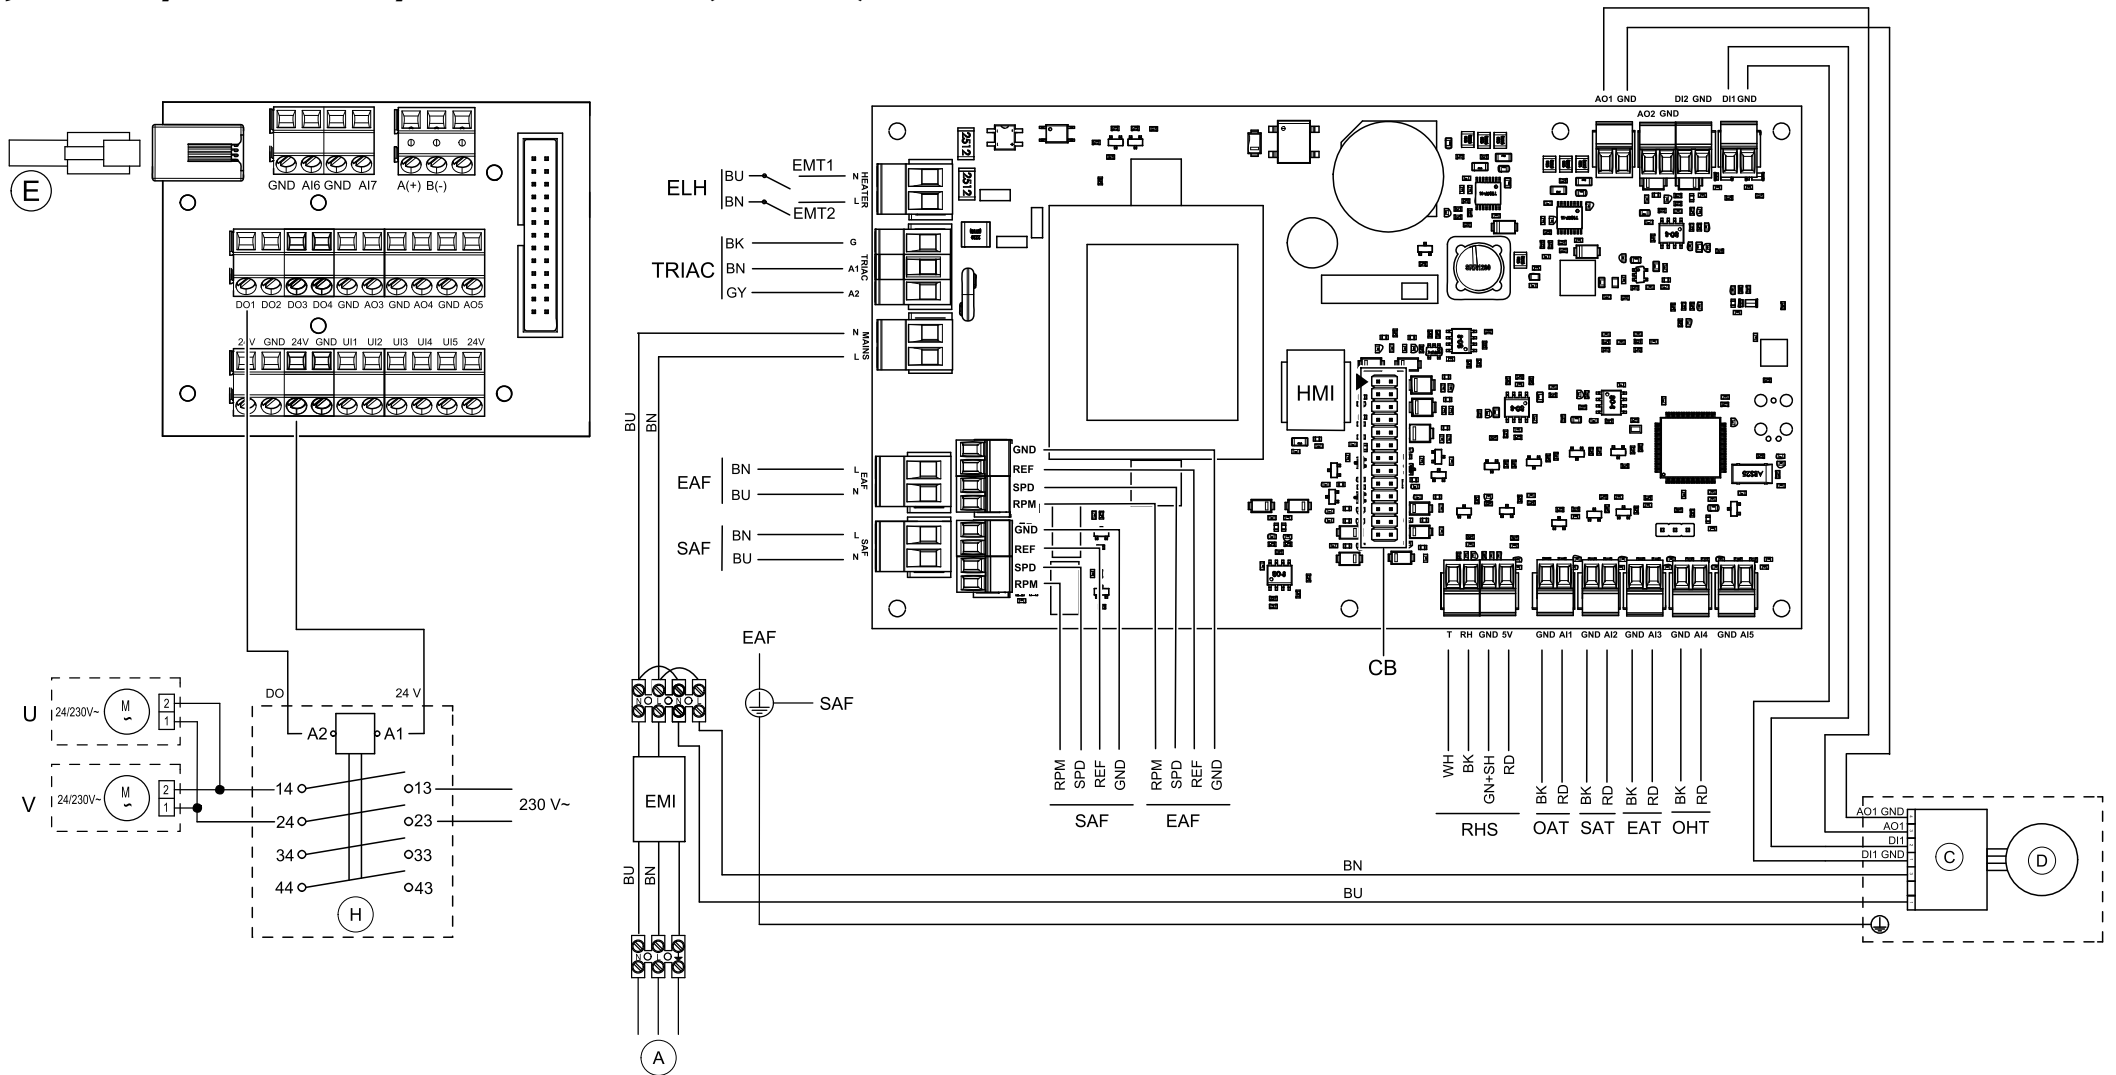 AO1 GND
DI2 GND
DI1 GND
AO2 GND
E
GND AI6 GND AI7
A(+) B(-)
DO1 DO2 DO3 DO4 GND AO3 GND AO4 GND AO5
24V GND 24V GND UI1 UI2 UI3 UI4 UI5 24V
ELH
BU
EMT1
N
BN
EMT2
L
HEATER
TRIAC
BK
G
BN
A1
GY
A2
TRIAC
N
L
MAINS
2512
2512
BU
BN
EAF
BN
L
BU
N
EAF
GND
REF
SPD
RPM
SAF
BN
L
BU
N
SAF
GND
REF
SPD
RPM
HMI
CB
T RH GND 5V
GND AI1 GND AI2 GND AI3 GND AI4 GND AI5
WH
BK
GN+SH
RD
RHS
BK
RD
OAT
BK
RD
SAT
BK
RD
EAT
BK
RD
OHT
RPM
SPD
REF
GND
SAF
RPM
SPD
REF
GND
EAF
EAF
SAF
DO
24 V
U
24/230V~
M
~
2
1
V
24/230V~
M
~
2
1
A2
A1
14
13
24
23
230 V~
34
33
44
43
H
N
L
N
L
EMI
BU
BN
N
L
A
BN
BU
AO1 GND
AO1
DI1
DI1 GND
C
D